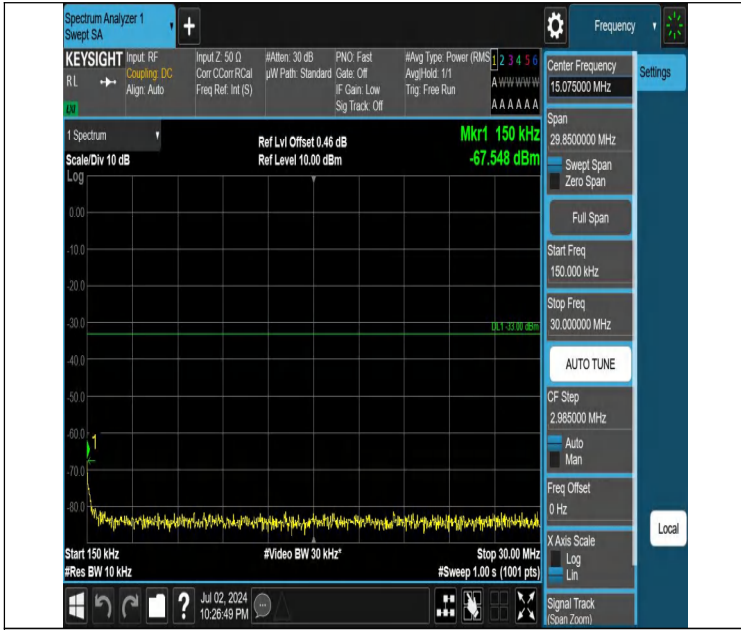 Spectrum Analyzer 1
Swept SA
+
Frequency
KEYSIGHT
RL
Input: RF
Coupling: DC
Align: Auto
Input Z: 50 Ω
Corr CCorr RCal
Freq Ref: Int (S)
#Atten: 30 dB
µW Path: Standard
PNO: Fast
Gate: Off
IF Gain: Low
Sig Track: Off
#Avg Type: Power (RMS
Avg|Hold: 1/1
Trig: Free Run
1 2 3 4 5 6
A W W W W W
A A A A A A
1 Spectrum
Scale/Div 10 dB
Ref Lvl Offset 0.46 dB
Ref Level 10.00 dBm
Mkr1 150 kHz
-67.548 dBm
Log
0.00
-10.0
-20.0
-30.0
DL1 -33.00 dBm
-40.0
-50.0
-60.0
1
-70.0
-80.0
Start 150 kHz
#Video BW 30 kHz*
Stop 30.00 MHz
#Res BW 10 kHz
#Sweep 1.00 s (1001 pts)
?
Jul 02, 2024
10:26:49 PM
Center Frequency
15.075000 MHz
Settings
Span
29.8500000 MHz
Swept Span
Zero Span
Full Span
Start Freq
150.000 kHz
Stop Freq
30.000000 MHz
AUTO TUNE
CF Step
2.985000 MHz
Auto
Man
Freq Offset
0 Hz
X Axis Scale
Log
Lin
Local
Signal Track
(Span Zoom)